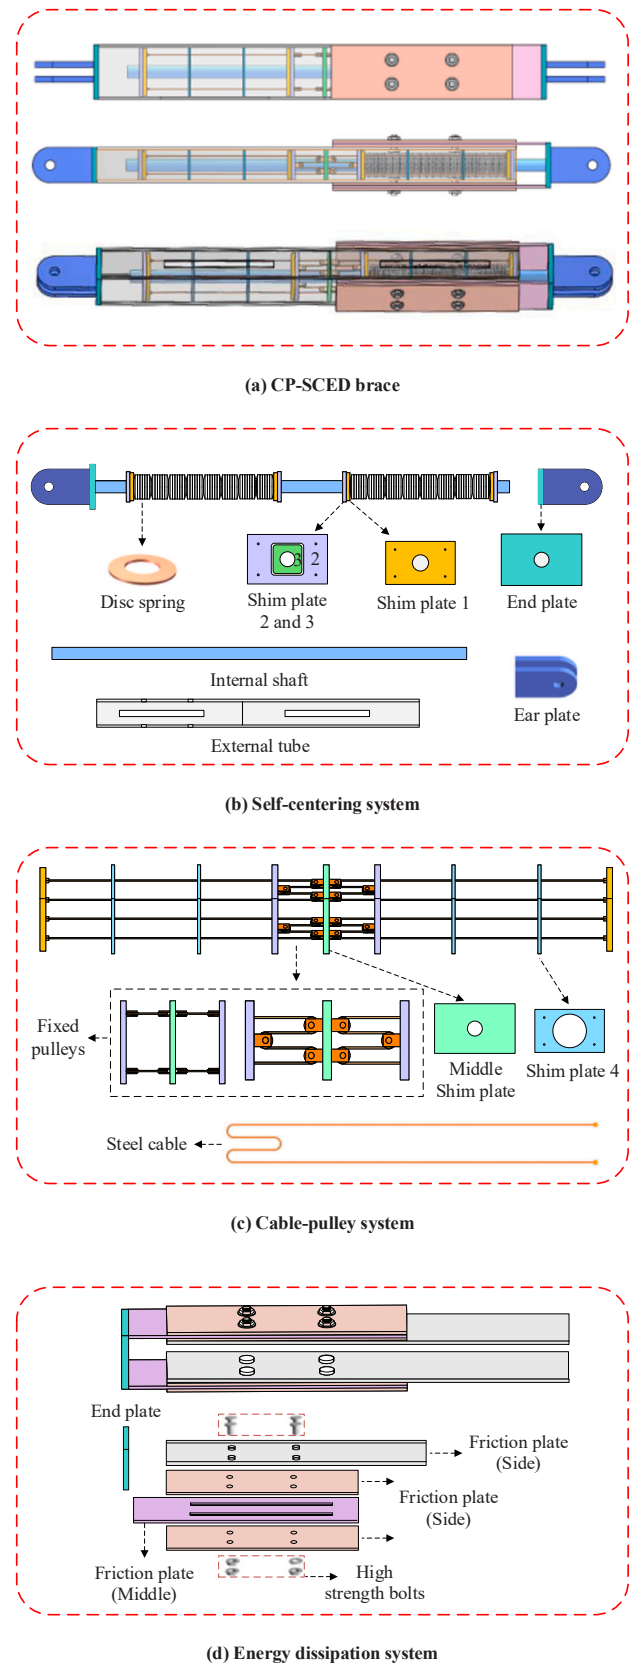 (a) CP-SCED brace
3 2
Disc spring
Shim plate
2 and 3
Shim plate 1
End plate
Internal shaft
Ear plate
External tube
(b) Self-centering system
Fixed
pulleys
Middle
Shim plate
Shim plate 4
Steel cable
(c) Cable-pulley system
End plate
Friction plate
(Side)
Friction plate
(Side)
Friction plate
(Middle)
High
strength bolts
(d) Energy dissipation system